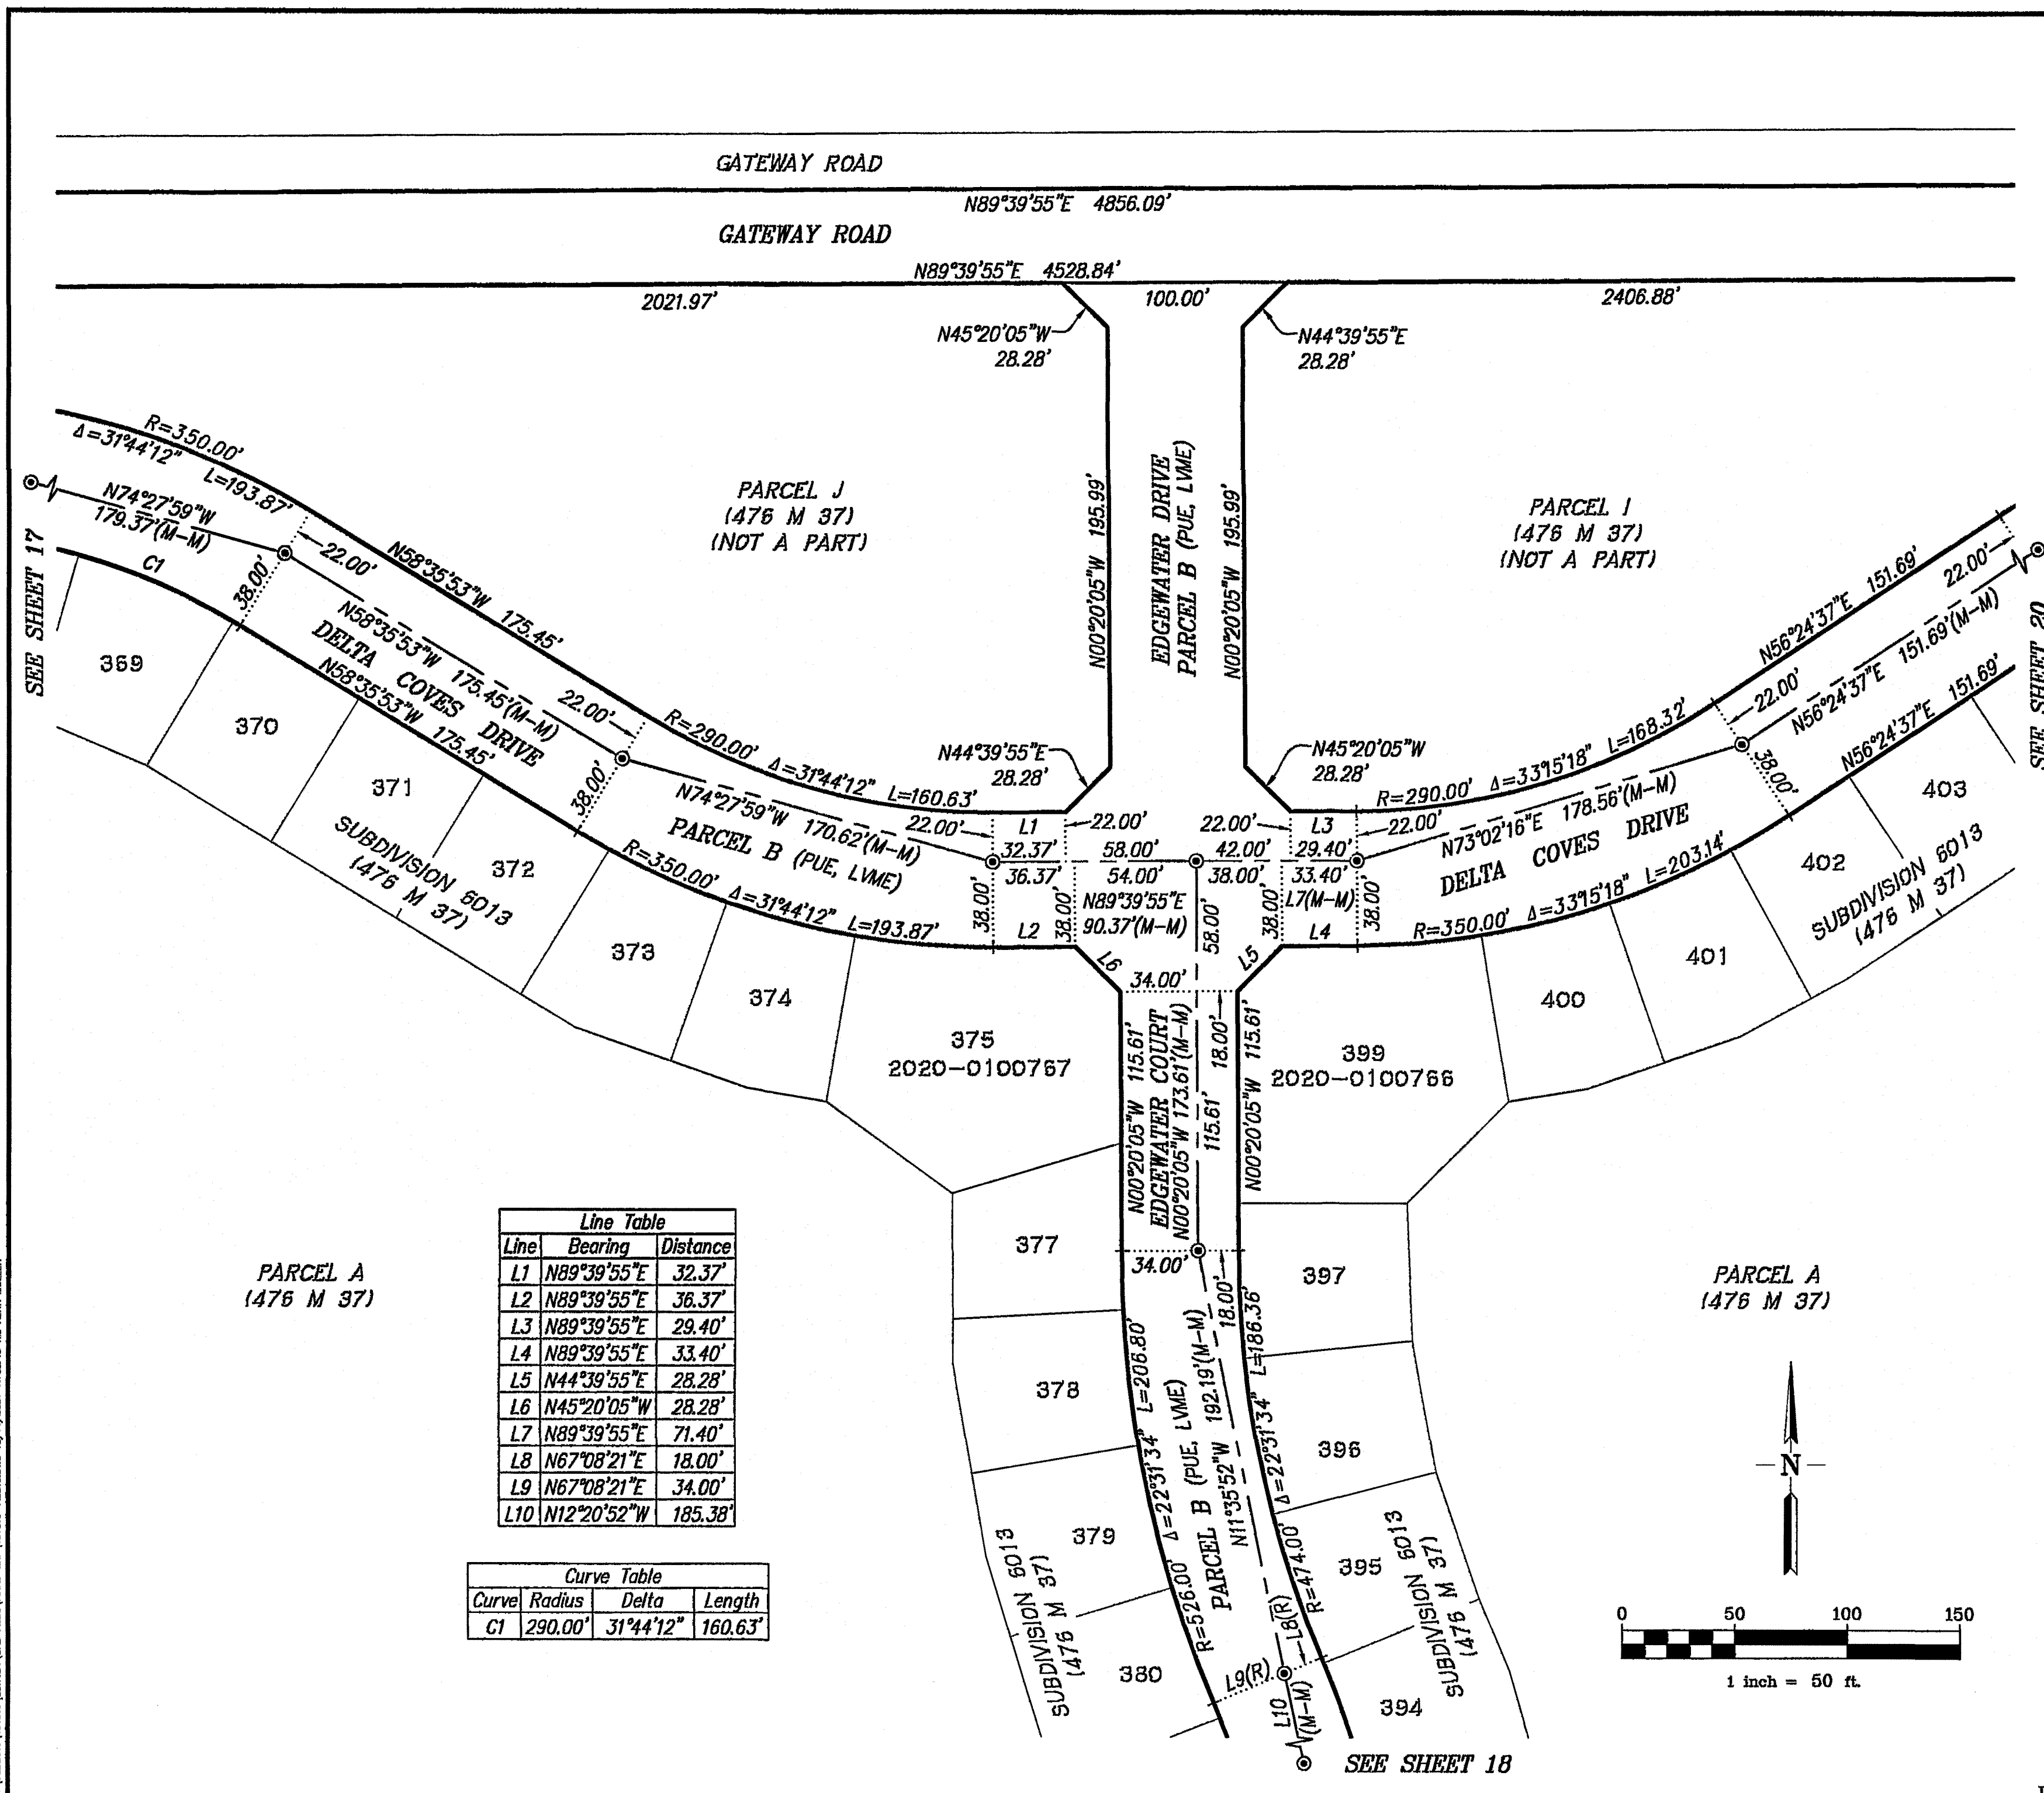 GATEWAY ROAD
N89°39'55"E 4856.09'
GATEWAY ROAD
N89°39'55"E 4528.84'
2021.97'
100.00'
2406.88'
N45°20'05"W
28.28'
N44°39'55"E
28.28'
R=350.00'
Δ=31°44'12" L=193.87'
N74°27'59"W
179.37'(M-M)
SEE SHEET 17
C1
38.00'
22.00'
N58°35'53"W 175.45'
N58°35'53"W 175.45'(M-M)
DELTA COVES DRIVE
N58°35'53"W 175.45'
22.00'
38.00'
PARCEL J
(476 M 37)
(NOT A PART)
EDGEWATER DRIVE
PARCEL B (PUE, LVME)
N00°20'05"W 195.99'
N00°20'05"W 195.99'
PARCEL I
(476 M 37)
(NOT A PART)
N56°24'37"E 151.69'
22.00'
N56°24'37"E 151.69'(M-M)
N56°24'37"E 151.69'
22.00'
38.00'
SEE SHEET 20
R=290.00' Δ=31°44'12" L=160.63'
N44°39'55"E
28.28'
N45°20'05"W
28.28'
R=290.00' Δ=33°15'18" L=168.32'
N74°27'59"W 170.62'(M-M)
PARCEL B (PUE, LVME)
R=350.00' Δ=31°44'12" L=193.87'
22.00'
L1
22.00'
22.00'
L3
22.00'
32.37'
58.00'
42.00'
29.40'
36.37'
54.00'
38.00'
33.40'
N89°39'55"E
90.37'(M-M)
L7(M-M)
38.00'
38.00'
58.00'
38.00'
38.00'
L2
L4
L6
L5
N73°02'16"E 178.56'(M-M)
DELTA COVES DRIVE
R=350.00' Δ=33°15'18" L=203.14'
369
370
371
372
373
374
SUBDIVISION 6013
(476 M 37)
375
2020-0100767
399
2020-0100766
400
401
402
403
SUBDIVISION 6013
(476 M 37)
34.00'
18.00'
N00°20'05"W 115.61'
EDGEWATER COURT
N00°20'05"W 173.61'(M-M)
115.61'
N00°20'05"W 115.61'
34.00'
18.00'
377
378
379
380
397
396
395
394
PARCEL A
(476 M 37)
PARCEL A
(476 M 37)
R=526.00' Δ=22°31'34" L=206.80'
PARCEL B (PUE, LVME)
N11°35'52"W 192.19'(M-M)
R=474.00' Δ=22°31'34" L=186.36'
SUBDIVISION 6013
(476 M 37)
SUBDIVISION 6013
(476 M 37)
L8(R)
L9(R)
L10
(M-M)
SEE SHEET 18
Line Table
Line Bearing Distance
L1 N89°39'55"E 32.37'
L2 N89°39'55"E 36.37'
L3 N89°39'55"E 29.40'
L4 N89°39'55"E 33.40'
L5 N44°39'55"E 28.28'
L6 N45°20'05"W 28.28'
L7 N89°39'55"E 71.40'
L8 N67°08'21"E 18.00'
L9 N67°08'21"E 34.00'
L10 N12°20'52"W 185.38'
Curve Table
Curve Radius Delta Length
C1 290.00' 31°44'12" 160.63'
N
0 50 100 150
1 inch = 50 ft.